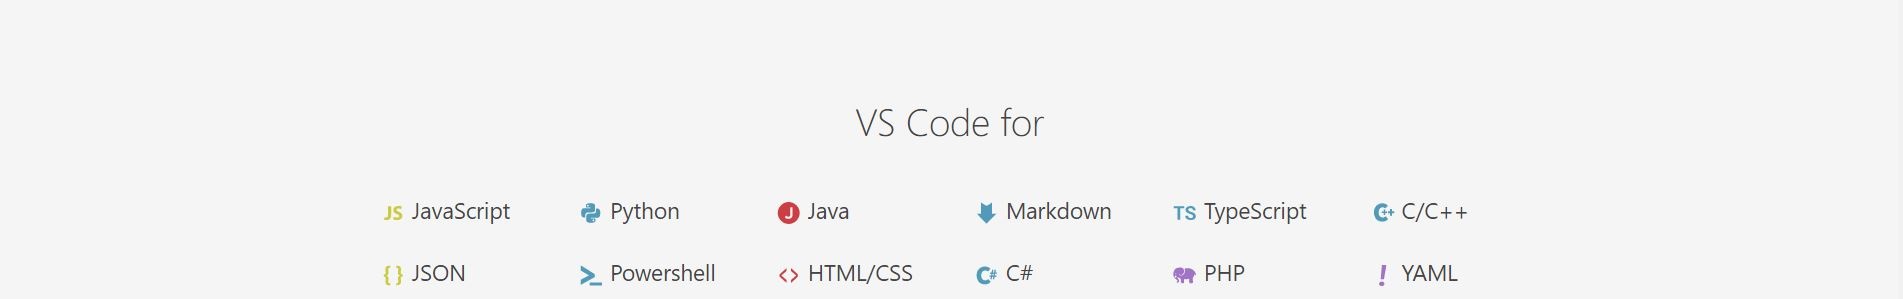 VS Code for
JS JavaScript Python J Java Markdown TS TypeScript C++ C/C++
{} JSON >_ Powershell <> HTML/CSS C# C# PHP ! YAML